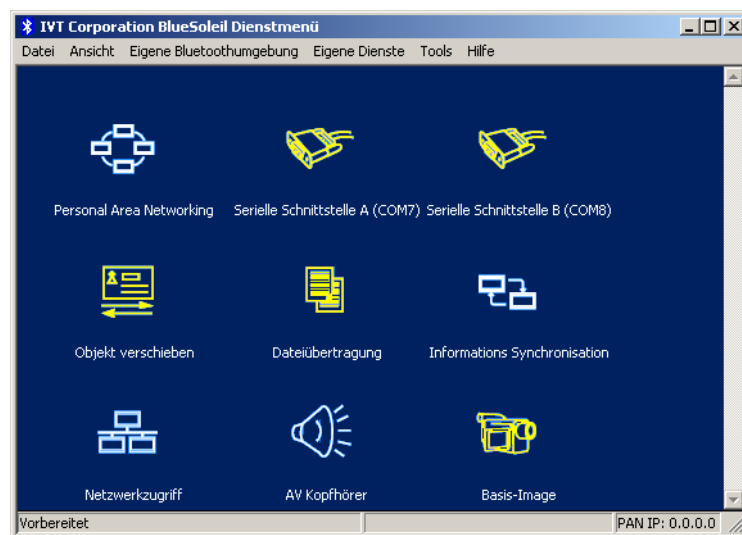 IVT Corporation BlueSoleil Dienstmenü
Datei Ansicht Eigene Bluetoothumgebung Eigene Dienste Tools Hilfe
Personal Area Networking Serielle Schnittstelle A (COM7) Serielle Schnittstelle B (COM8)
Objekt verschieben Dateiübertragung Informations Synchronisation
Netzwerkzugriff AV Kopfhörer Basis-Image
Vorbereitet PAN IP: 0.0.0.0